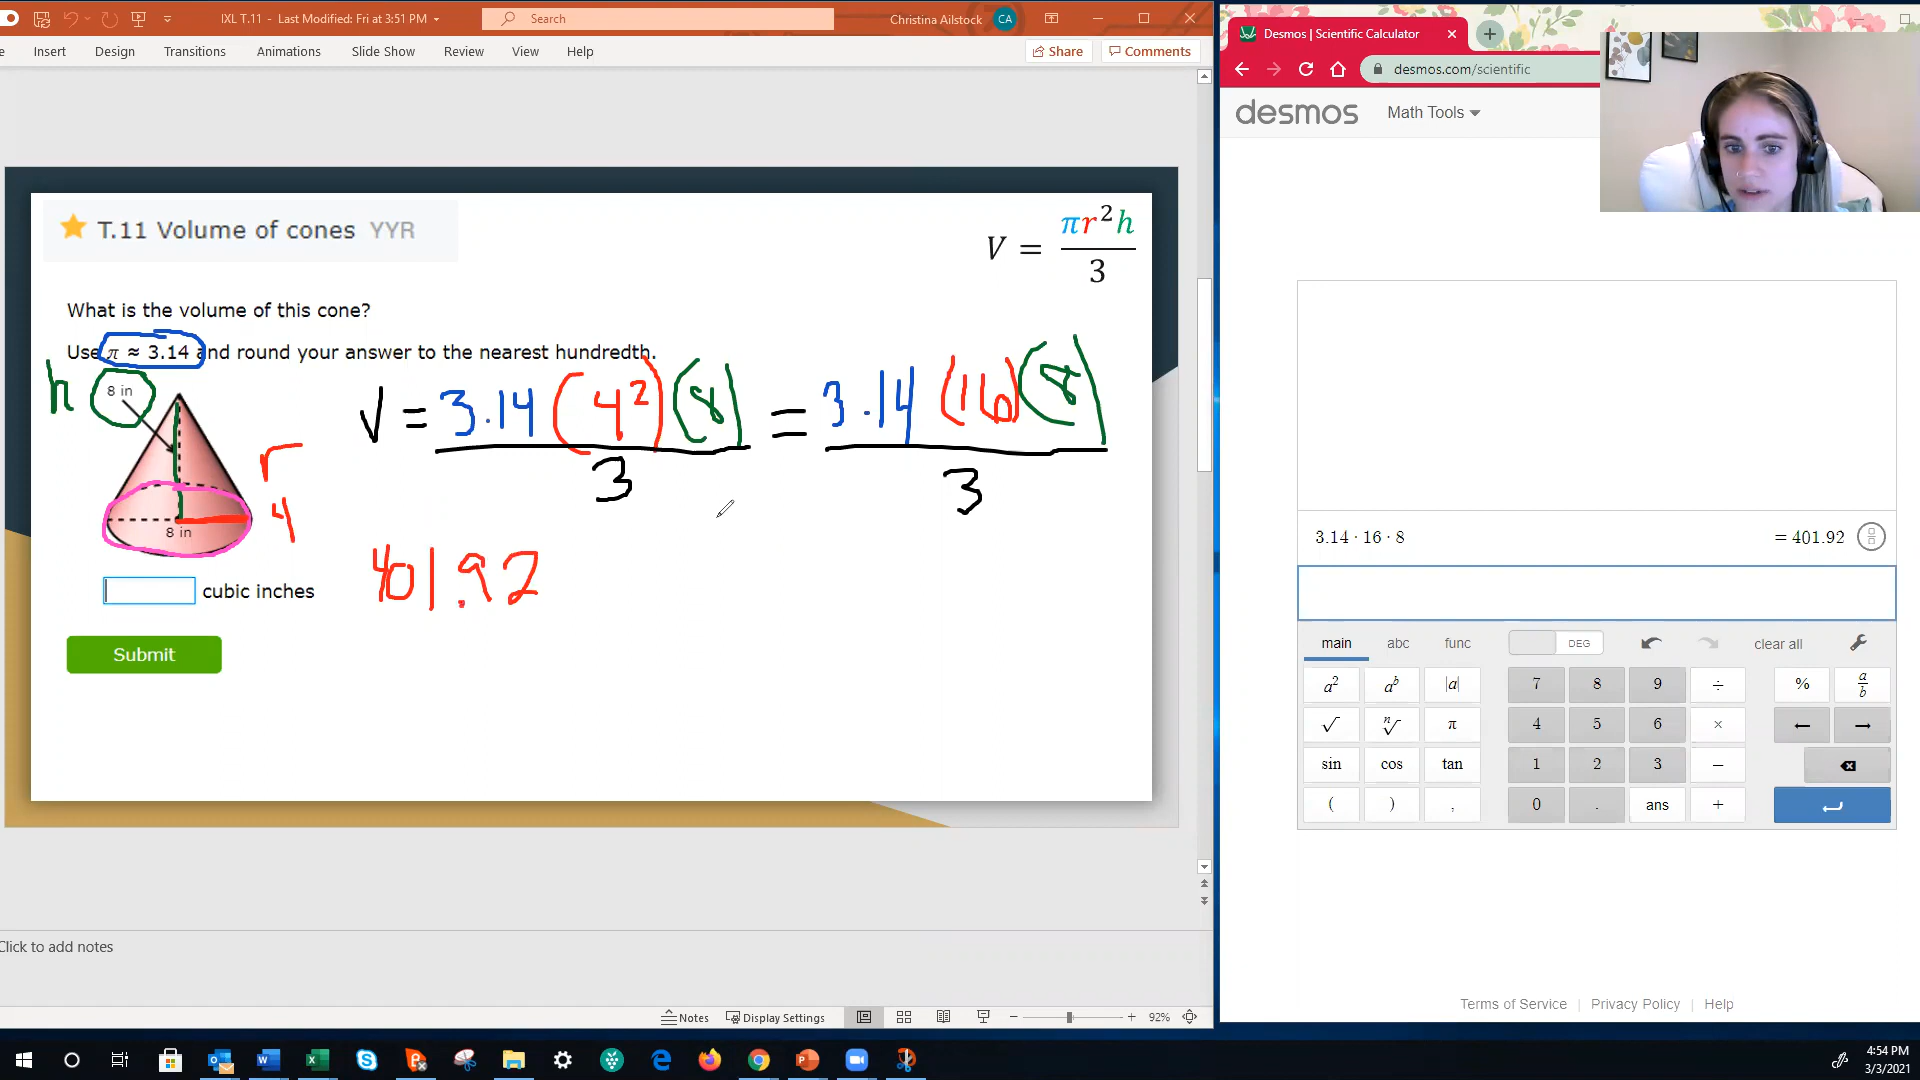 IXL T.11 - Last Modified: Fri at 3:51 PM
Search
Christina Ailstock CA
Insert Design Transitions Animations Slide Show Review View Help
Share Comments
T.11 Volume of cones YYR
V = πr²h / 3
What is the volume of this cone?
Use π ≈ 3.14 and round your answer to the nearest hundredth.
h 8 in
V = 3.14 (4²) (8) / 3 = 3.14 (16) (8) / 3
r
4
8 in
401.92
cubic inches
Submit
Click to add notes
Notes Display Settings 92%
Desmos | Scientific Calculator
desmos.com/scientific
desmos Math Tools
3.14 · 16 · 8 = 401.92
main abc func DEG clear all
a² aᵇ |a| 7 8 9 ÷ % a/b
√ ⁿ√ π 4 5 6 × ← →
sin cos tan 1 2 3 −
( ) , 0 . ans +
Terms of Service | Privacy Policy | Help
4:54 PM
3/3/2021